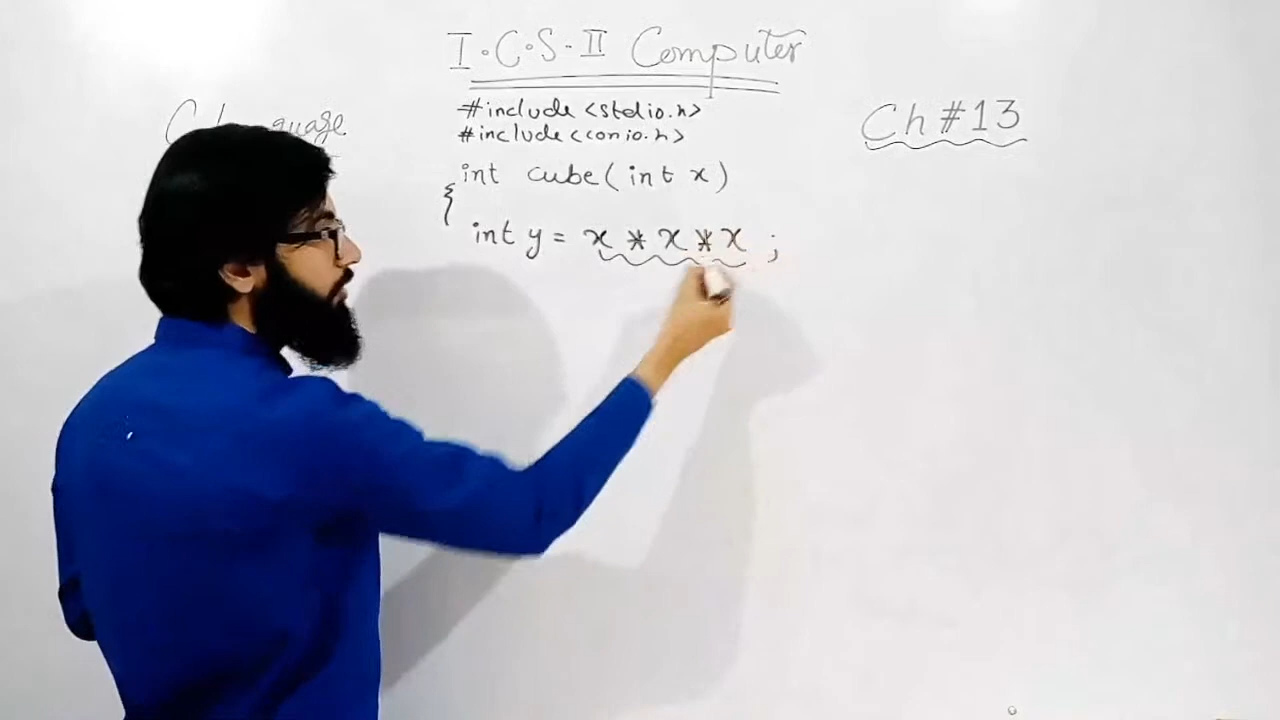 I.C.S-II Computer
C
#include <stdio.h>
#include <conio.h>
Ch #13
int cube(int x)
{
int y = x * x * x ;